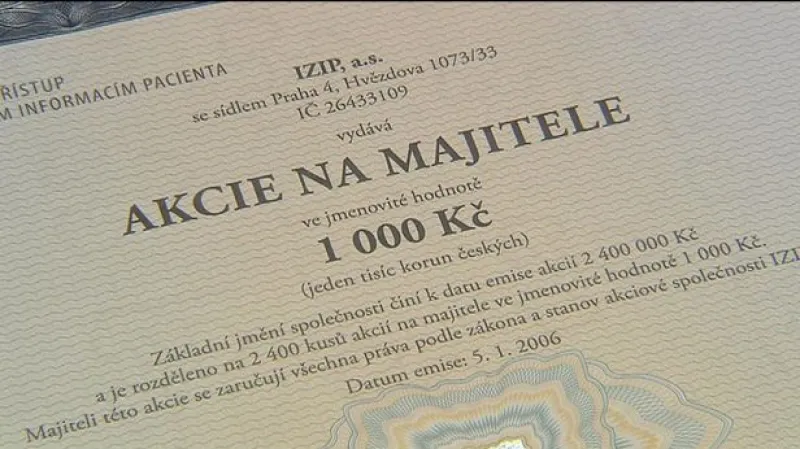 ŘÍSTUP
M INFORMACÍM PACIENTA
IZIP, a.s.
se sídlem Praha 4, Hvězdova 1073/33
IČ 26433109
vydává
AKCIE NA MAJITELE
ve jmenovité hodnotě
1 000 Kč
(jeden tisíc korun českých)
Základní jmění společnosti činí k datu emise akcií 2 400 000 Kč
a je rozděleno na 2 400 kusů akcií na majitele ve jmenovité hodnotě 1 000 Kč.
Majiteli této akcie se zaručují všechna práva podle zákona a stanov akciové společnosti IZI
Datum emise: 5. 1. 2006